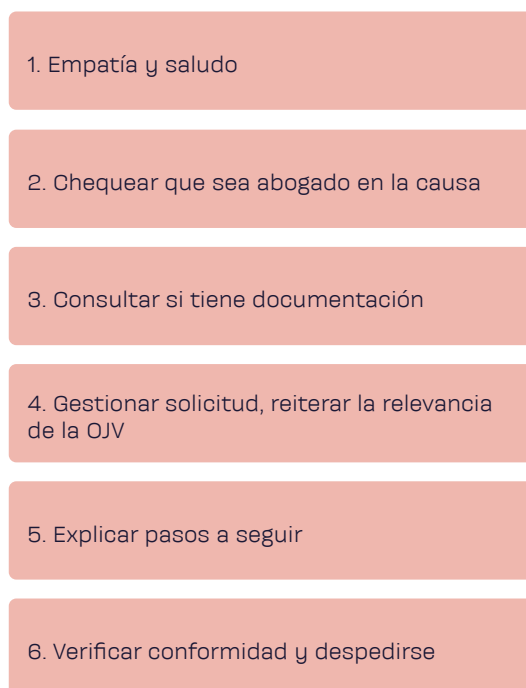 1. Empatía y saludo
2. Chequear que sea abogado en la causa
3. Consultar si tiene documentación
4. Gestionar solicitud, reiterar la relevancia
de la OJV
5. Explicar pasos a seguir
6. Verificar conformidad y despedirse